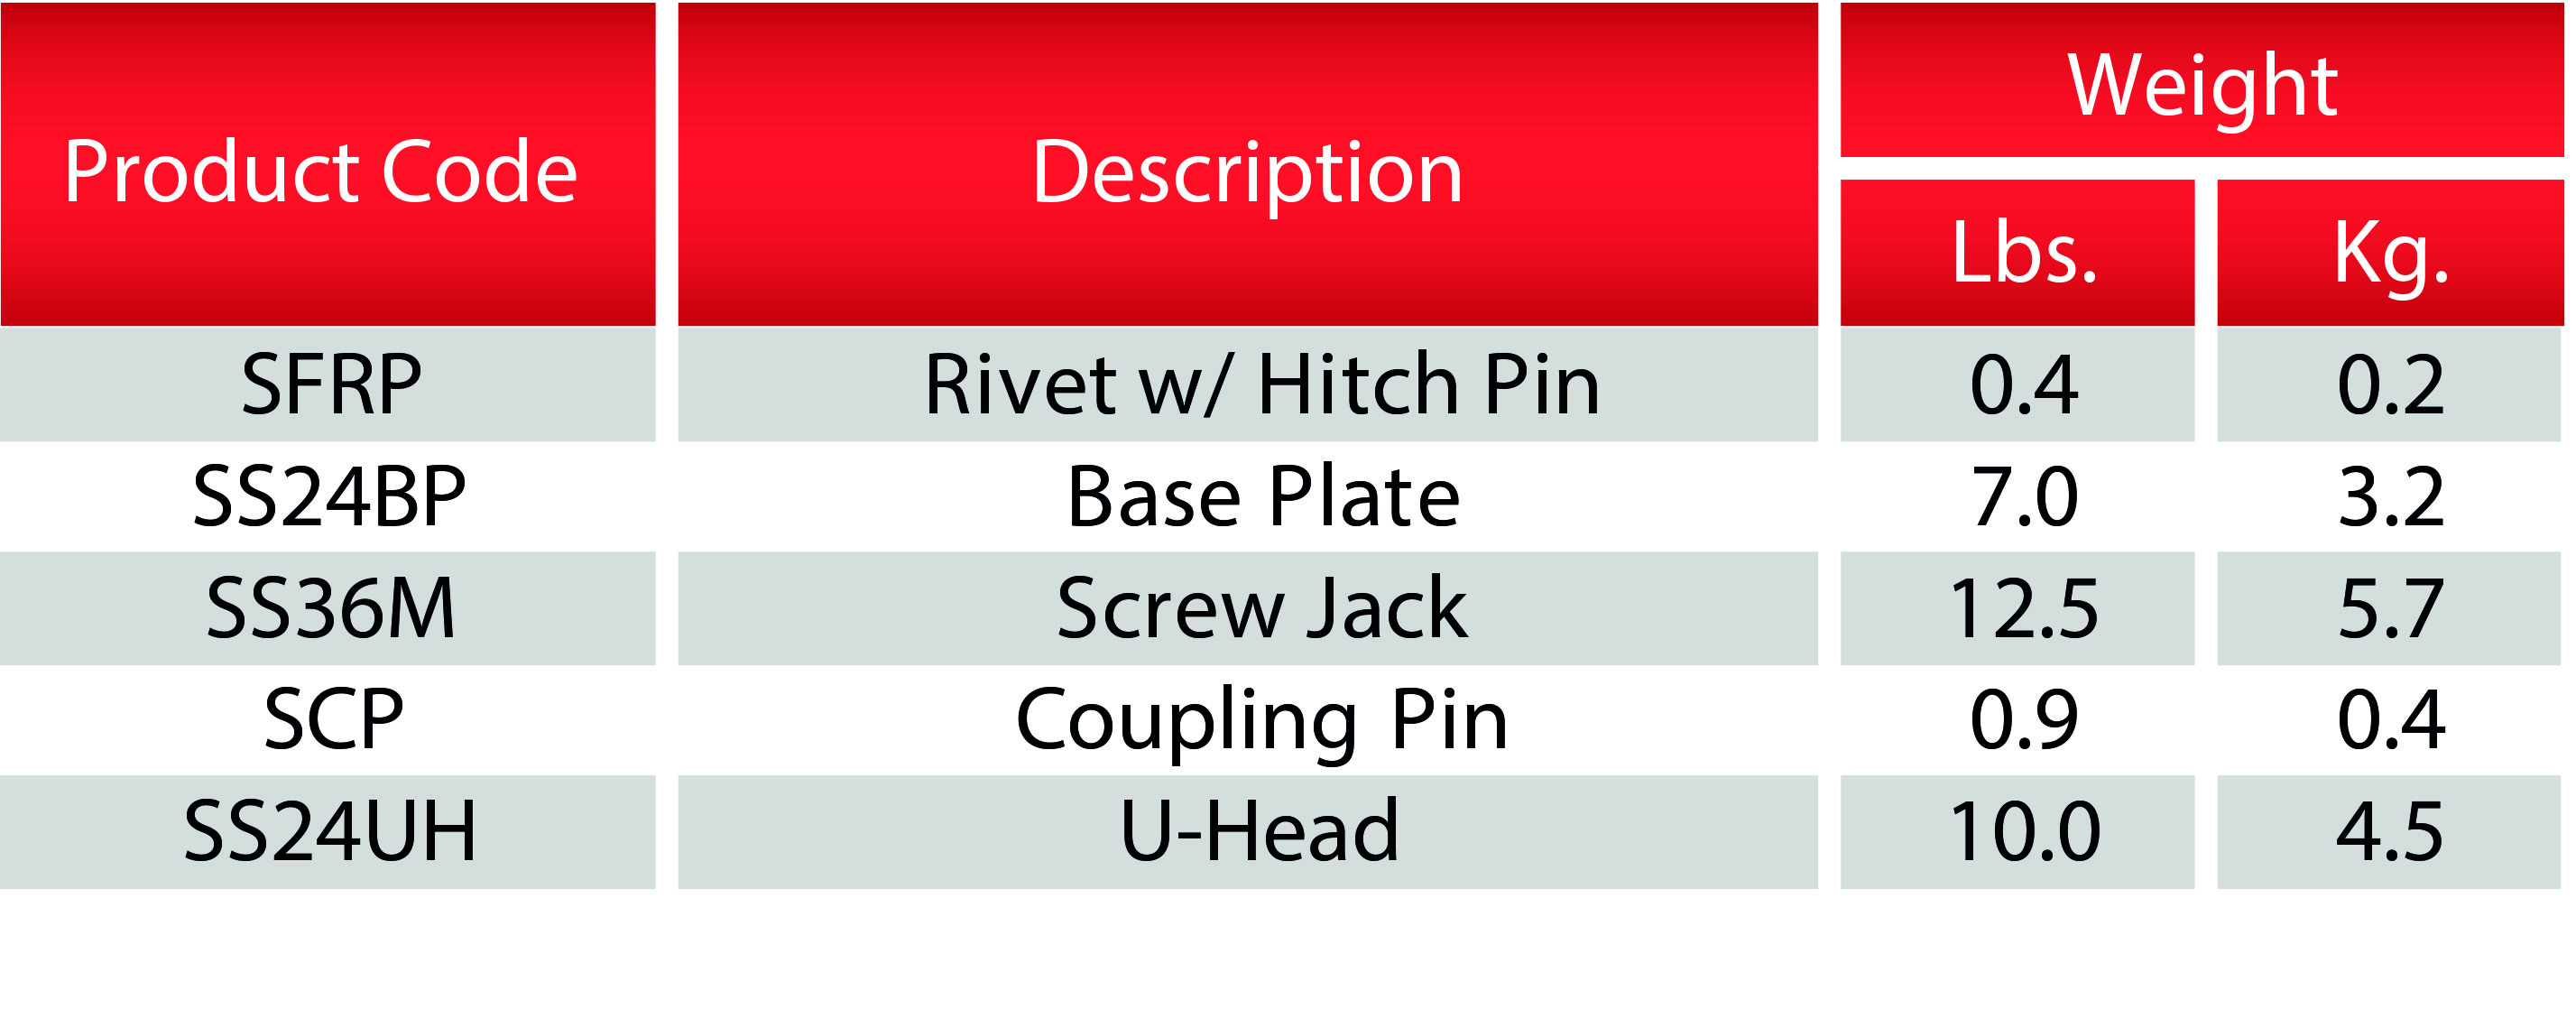 Product Code Description Weight
Lbs. Kg.
SFRP Rivet w/ Hitch Pin 0.4 0.2
SS24BP Base Plate 7.0 3.2
SS36M Screw Jack 12.5 5.7
SCP Coupling Pin 0.9 0.4
SS24UH U-Head 10.0 4.5